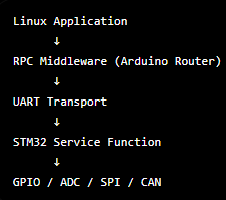 Linux Application
↓
RPC Middleware (Arduino Router)
↓
UART Transport
↓
STM32 Service Function
↓
GPIO / ADC / SPI / CAN